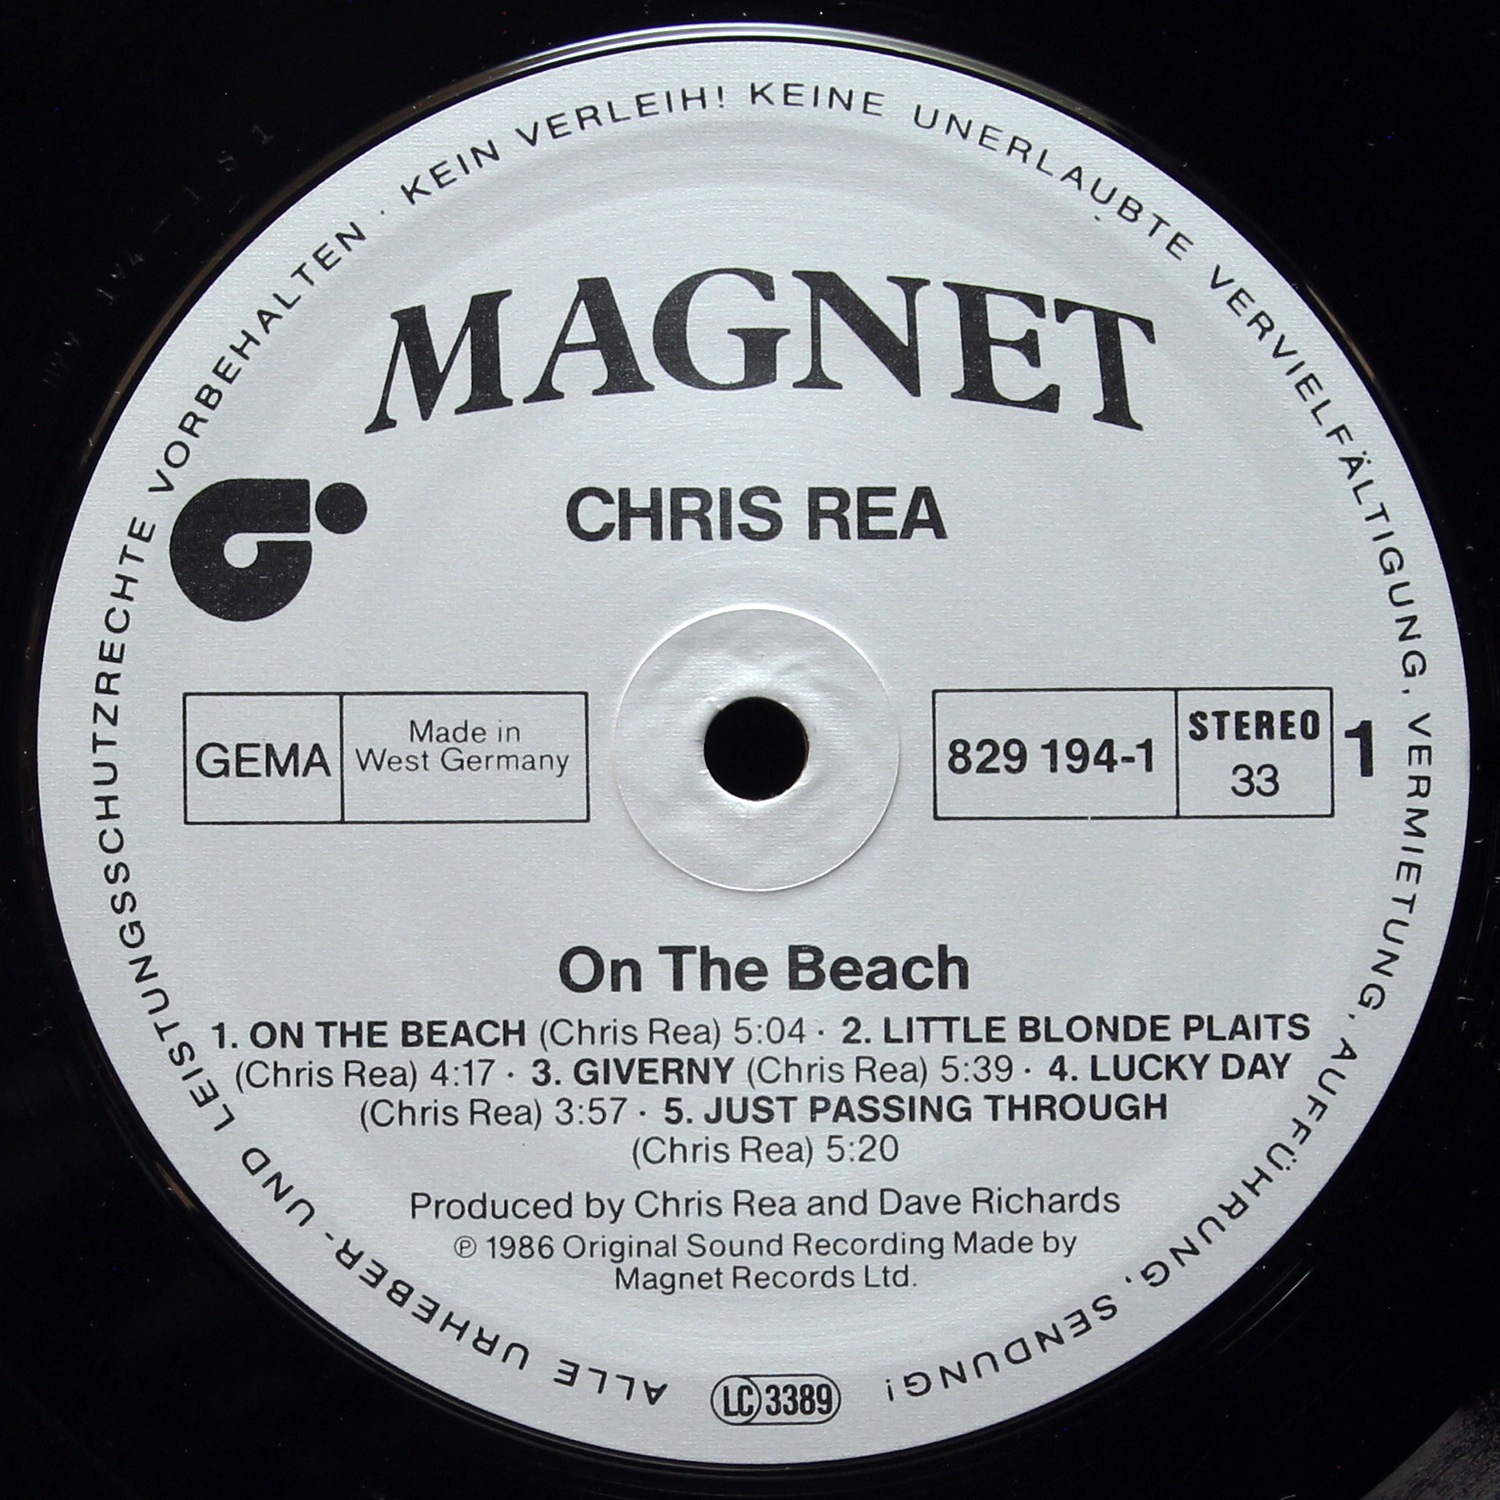 ALLE URHEBER- UND LEISTUNGSSCHUTZRECHTE VORBEHALTEN · KEIN VERLEIH! KEINE UNERLAUBTE VERVIELFÄLTIGUNG, VERMIETUNG, AUFFÜHRUNG, SENDUNG!
MAGNET
CHRIS REA
GEMA
Made in
West Germany
829 194-1
STEREO
33
1
On The Beach
1. ON THE BEACH (Chris Rea) 5:04 · 2. LITTLE BLONDE PLAITS
(Chris Rea) 4:17 · 3. GIVERNY (Chris Rea) 5:39 · 4. LUCKY DAY
(Chris Rea) 3:57 · 5. JUST PASSING THROUGH
(Chris Rea) 5:20
Produced by Chris Rea and Dave Richards
℗ 1986 Original Sound Recording Made by
Magnet Records Ltd.
LC 3389